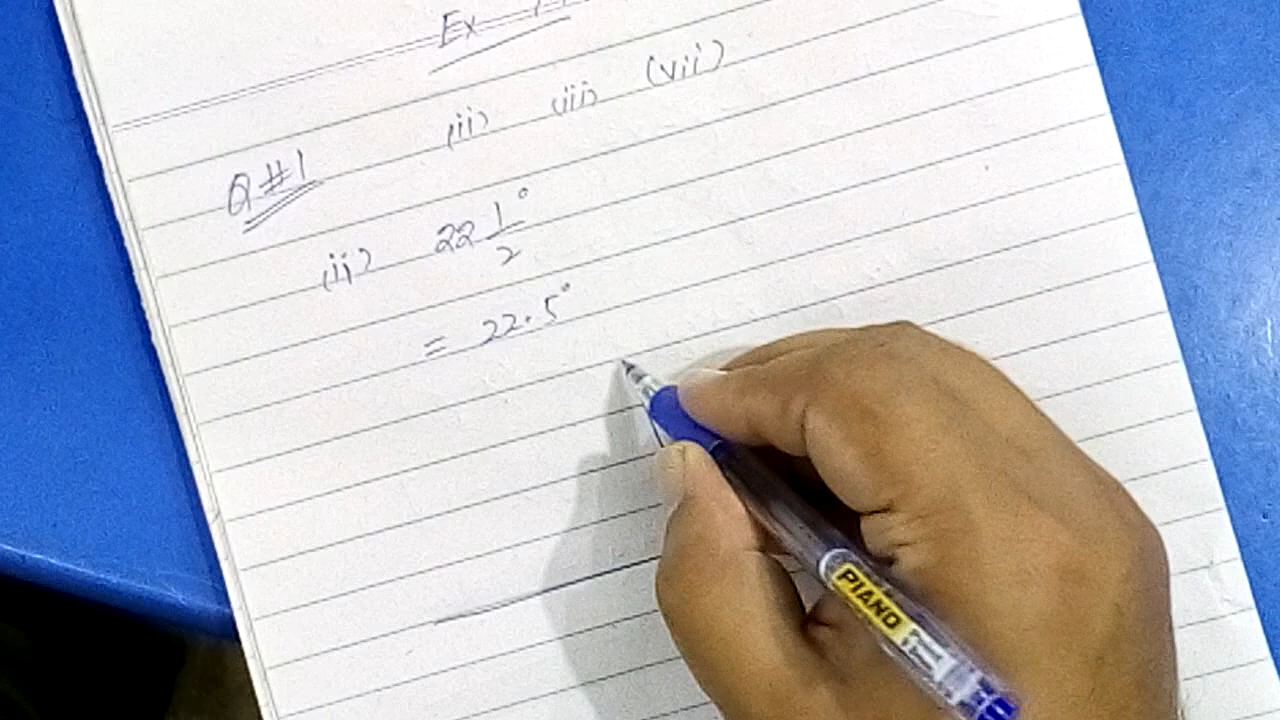 Ex
(ii) (iii) (vii)
Q#1
(ii) 22 1/2°
= 22.5°
PIANO